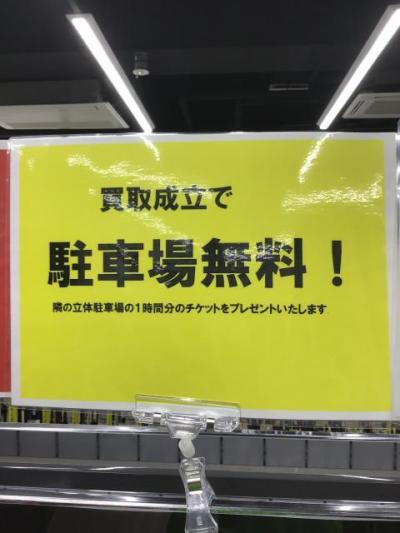 買取成立で
駐車場無料！
隣の立体駐車場の1時間分のチケットをプレゼントいたします